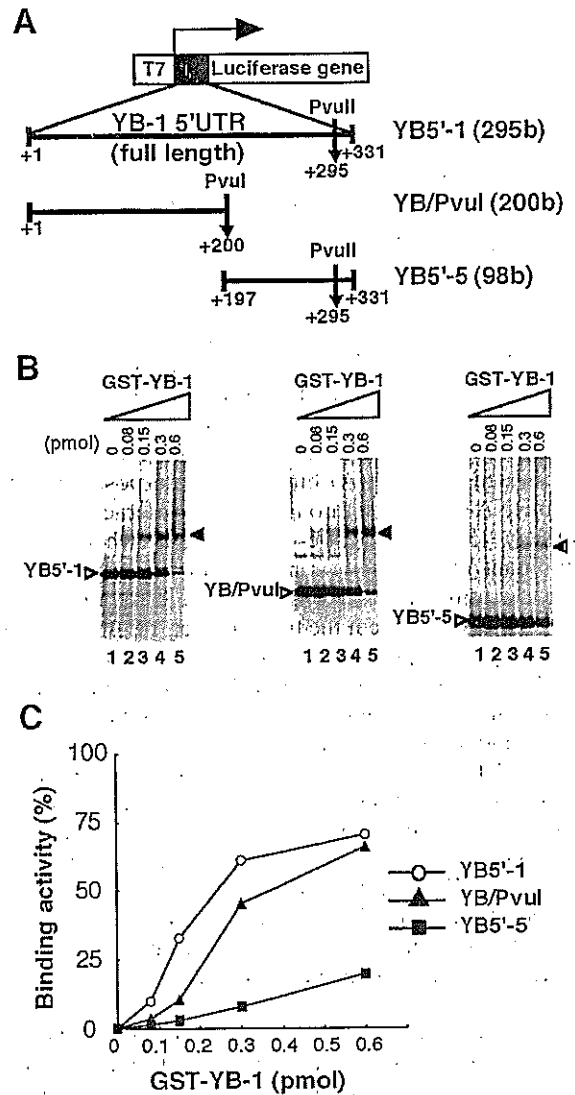 A
T7
Luciferase gene
PvuII
YB-1 5'UTR
YB5'-1 (295b)
+1
(full length)
+331
+295
PvuI
YB/PvuI (200b)
+1
+200
PvuII
YB5'-5 (98b)
+197
+331
+295
B
GST-YB-1
GST-YB-1
GST-YB-1
(pmol)
0 0.08 0.15 0.3 0.6
0 0.08 0.15 0.3 0.6
0 0.08 0.15 0.3 0.6
YB5'-1
YB/PvuI
YB5'-5
1 2 3 4 5
1 2 3 4 5
1 2 3 4 5
C
100
75
50
25
0
Binding activity (%)
YB5'-1
YB/PvuI
YB5'-5
0 0.1 0.2 0.3 0.4 0.5 0.6
GST-YB-1 (pmol)